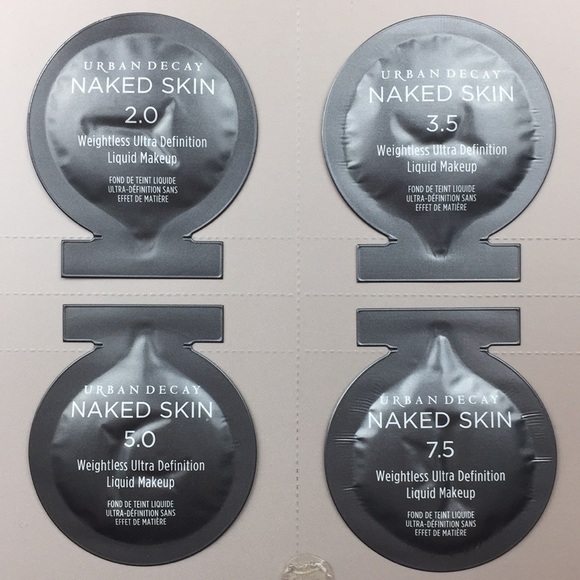 URBAN DECAY
NAKED SKIN
2.0
Weightless Ultra Definition
Liquid Makeup
FOND DE TEINT LIQUIDE
ULTRA-DÉFINITION SANS
EFFET DE MATIÈRE
URBAN DECAY
NAKED SKIN
3.5
Weightless Ultra Definition
Liquid Makeup
FOND DE TEINT LIQUIDE
ULTRA-DÉFINITION SANS
EFFET DE MATIÈRE
URBAN DECAY
NAKED SKIN
5.0
Weightless Ultra Definition
Liquid Makeup
FOND DE TEINT LIQUIDE
ULTRA-DÉFINITION SANS
EFFET DE MATIÈRE
URBAN DECAY
NAKED SKIN
7.5
Weightless Ultra Definition
Liquid Makeup
FOND DE TEINT LIQUIDE
ULTRA-DÉFINITION SANS
EFFET DE MATIÈRE